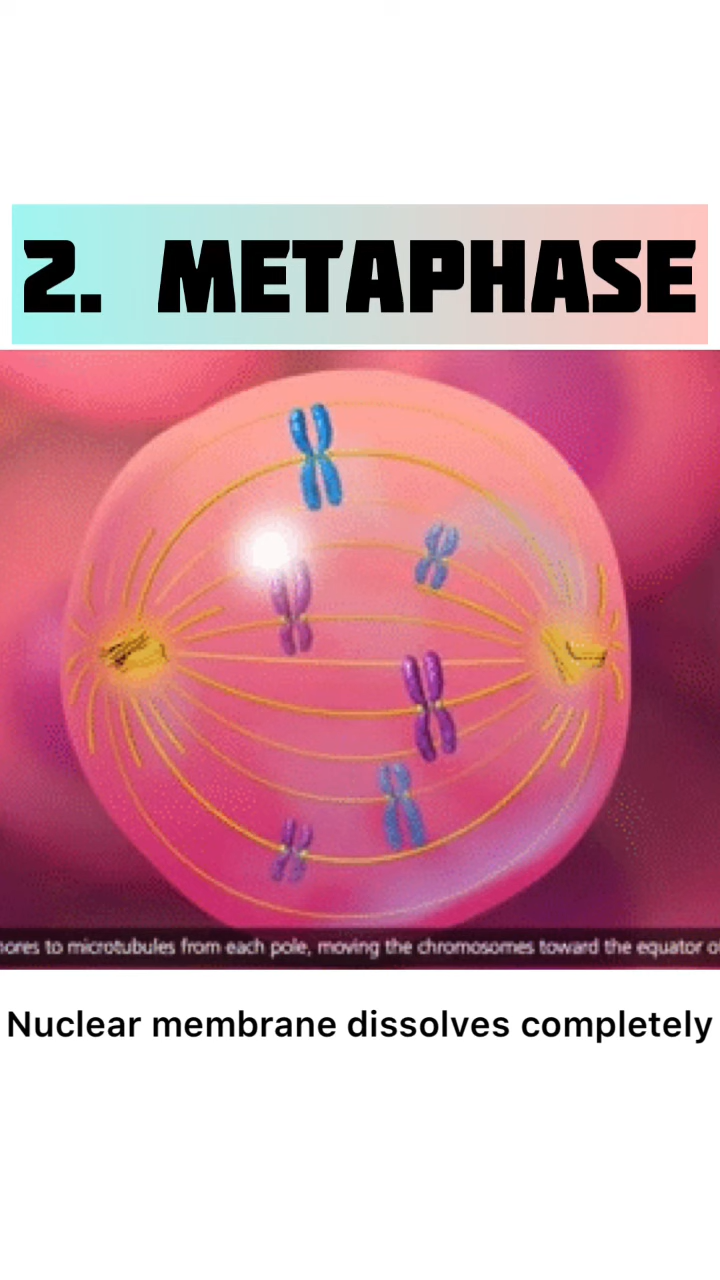 2. METAPHASE
to microtubules from each pole, moving the chromosomes toward the equator
Nuclear membrane dissolves completely